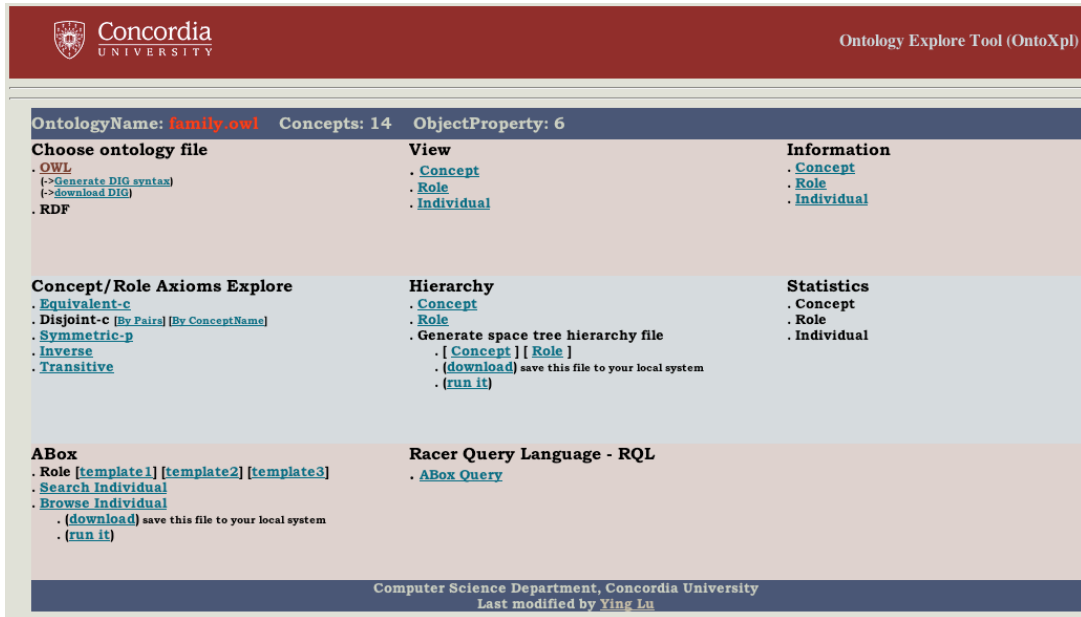 Concordia
UNIVERSITY
Ontology Explore Tool (OntoXpl)
OntologyName: family.owl Concepts: 14 ObjectProperty: 6
Choose ontology file
. OWL
(->Generate DIG syntax)
(->download DIG)
. RDF
View
. Concept
. Role
. Individual
Information
. Concept
. Role
. Individual
Concept/Role Axioms Explore
. Equivalent-c
. Disjoint-c [By Pairs] [By ConceptName]
. Symmetric-p
. Inverse
. Transitive
Hierarchy
. Concept
. Role
. Generate space tree hierarchy file
. [ Concept ] [ Role ]
. (download) save this file to your local system
. (run it)
Statistics
. Concept
. Role
. Individual
ABox
. Role [template1] [template2] [template3]
. Search Individual
. Browse Individual
. (download) save this file to your local system
. (run it)
Racer Query Language - RQL
. ABox Query
Computer Science Department, Concordia University
Last modified by Ying Lu